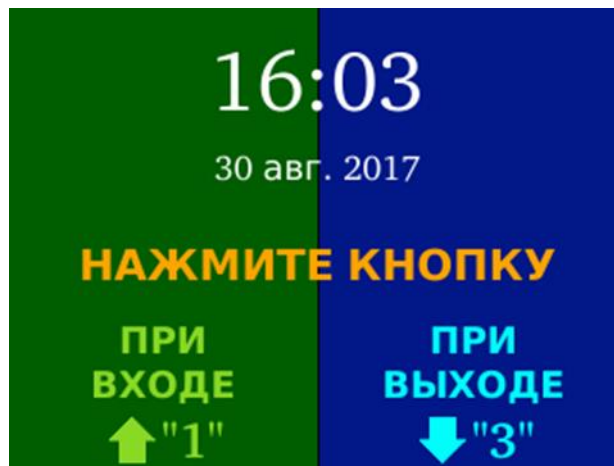 16:03
30 авг. 2017
НАЖМИТЕ КНОПКУ
ПРИ ПРИ
ВХОДЕ ВЫХОДЕ
"1" "3"